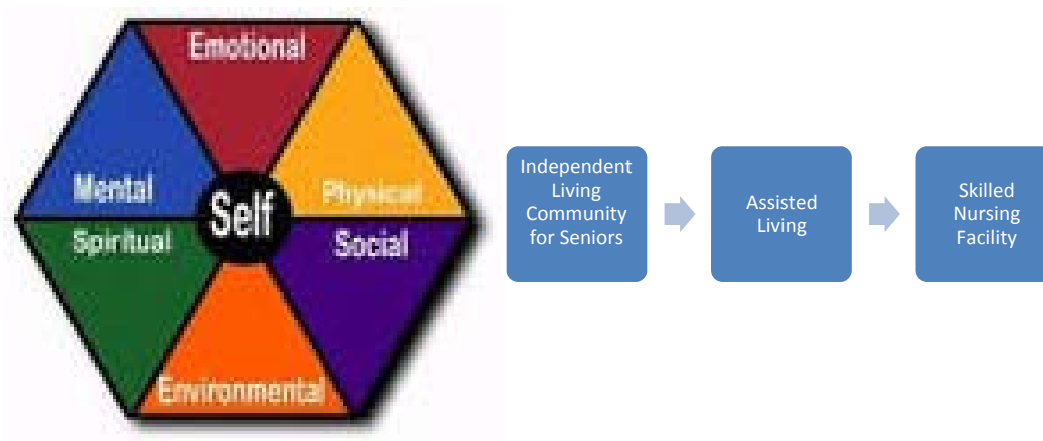 Emotional
Mental
Physical
Self
Spiritual
Social
Environmental
Independent
Living
Community
for Seniors
Assisted
Living
Skilled
Nursing
Facility